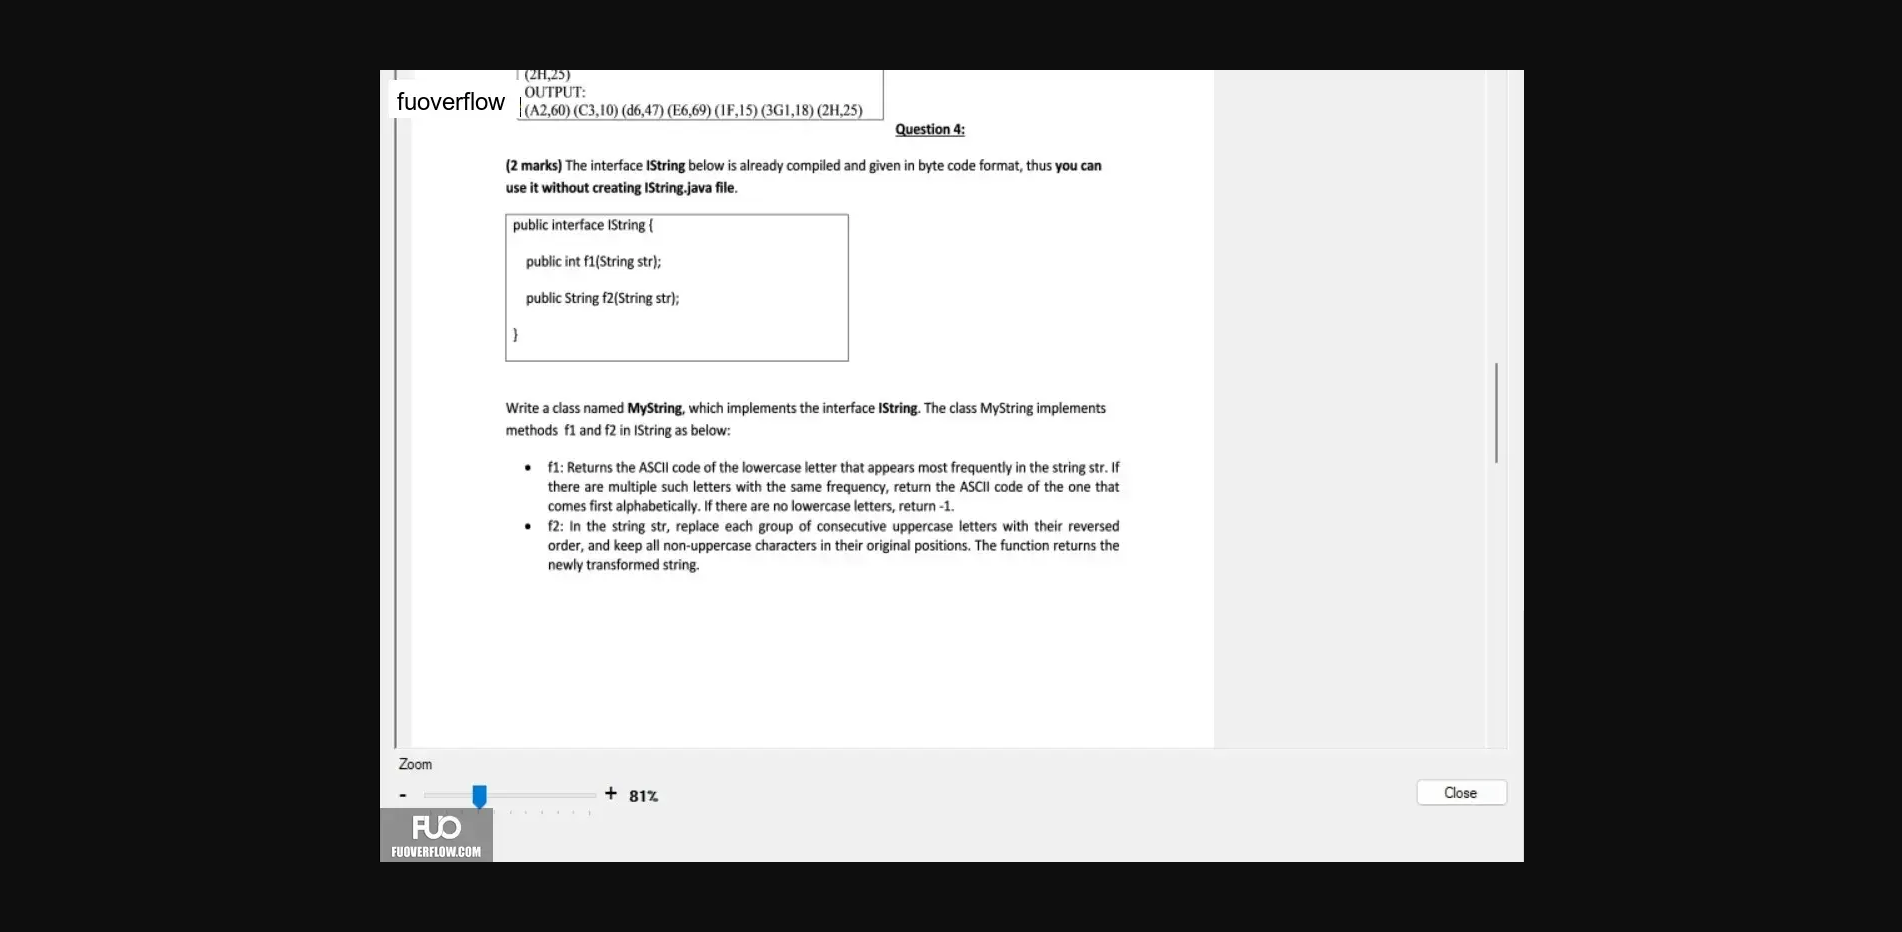 (2H,25)
fuoverflow
OUTPUT:
(A2,60) (C3,10) (d6,47) (E6,69) (1F,15) (3G1,18) (2H,25)
Question 4:
(2 marks) The interface IString below is already compiled and given in byte code format, thus you can
use it without creating IString.java file.
public interface IString {
public int f1(String str);
public String f2(String str);
}
Write a class named MyString, which implements the interface IString. The class MyString implements
methods f1 and f2 in IString as below:
• f1: Returns the ASCII code of the lowercase letter that appears most frequently in the string str. If
there are multiple such letters with the same frequency, return the ASCII code of the one that
comes first alphabetically. If there are no lowercase letters, return -1.
• f2: In the string str, replace each group of consecutive uppercase letters with their reversed
order, and keep all non-uppercase characters in their original positions. The function returns the
newly transformed string.
Zoom
- + 81%
Close
FUO
FUOVERFLOW.COM